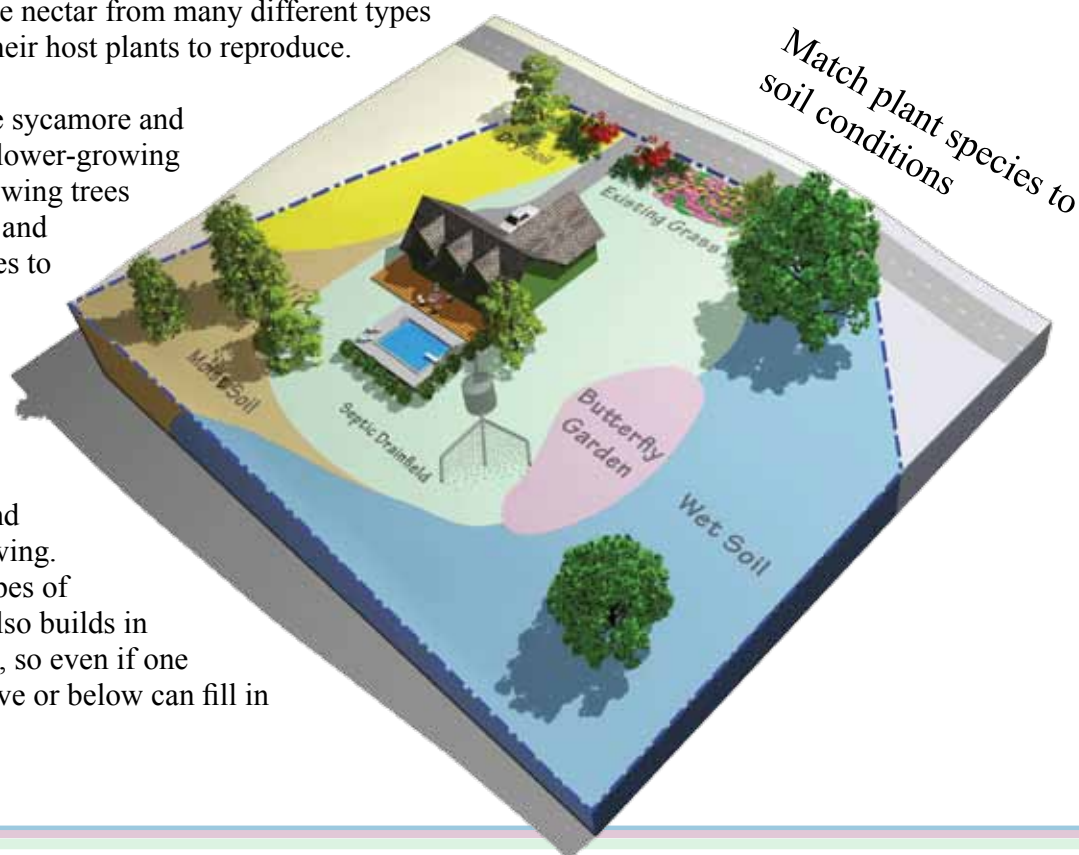 e nectar from many different types
heir host plants to reproduce.
e sycamore and
lower-growing
wing trees
and
es to
nd
ving.
pes of
lso builds in
, so even if one
ve or below can fill in
Match plant species to
soil conditions
Dry Soil
Existing Grass
Moist Soil
Septic Drainfield
Butterfly
Garden
Wet Soil